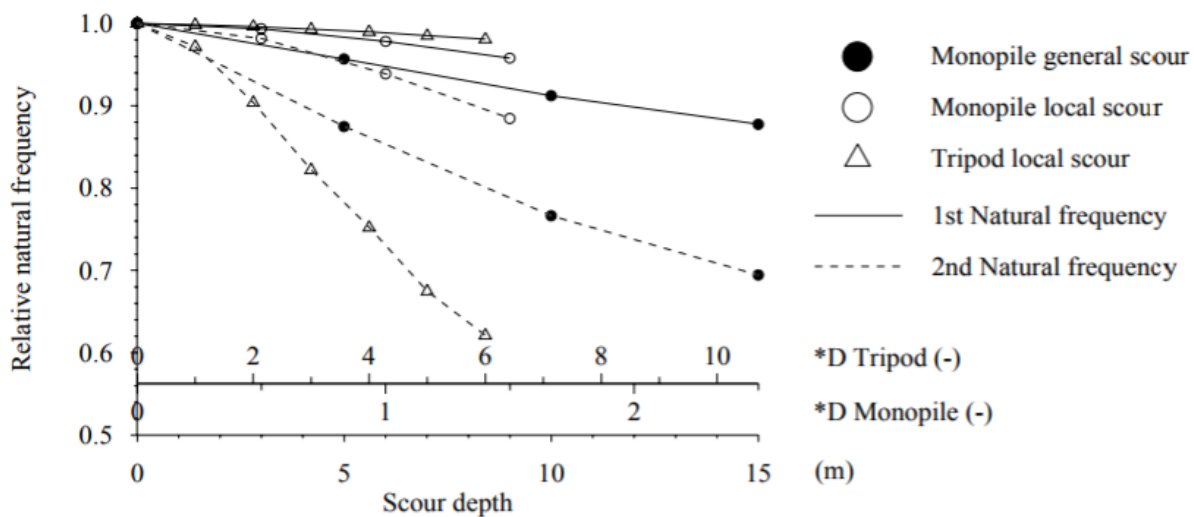 Relative natural frequency
1.0
0.9
0.8
0.7
0.6
0.5
0 2 4 6 8 10
*D Tripod (-)
0 1 2
*D Monopile (-)
0 5 10 15
(m)
Scour depth
Monopile general scour
Monopile local scour
Tripod local scour
1st Natural frequency
2nd Natural frequency